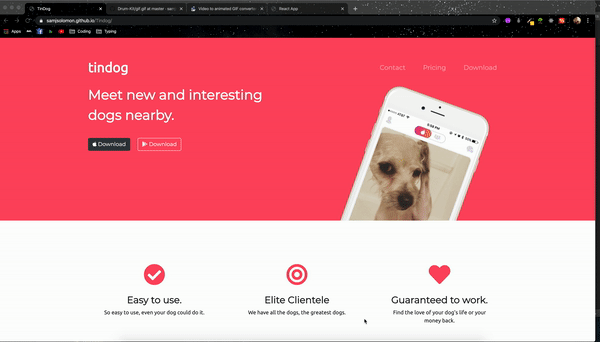 TinDog
Drum-Kit/gif.gif at master · sam
Video to animated GIF converte
React App
samjsolomon.github.io/Tindog/
Apps
Coding
Typing
tindog
Contact
Pricing
Download
Meet new and interesting
dogs nearby.
Download
Download
Easy to use.
So easy to use, even your dog could do it.
Elite Clientele
We have all the dogs, the greatest dogs.
Guaranteed to work.
Find the love of your dog's life or your
money back.